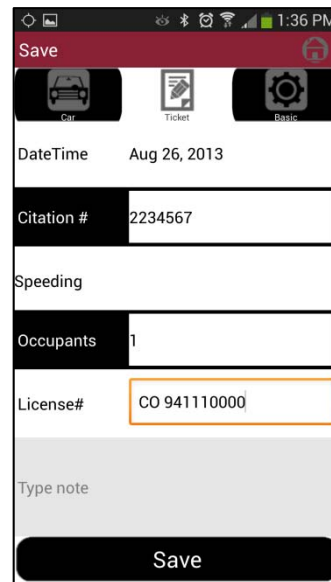 1:36 PM
Save
Car Ticket Basic
DateTime Aug 26, 2013
Citation # 2234567
Speeding
Occupants 1
License# CO 941110000
Type note
Save